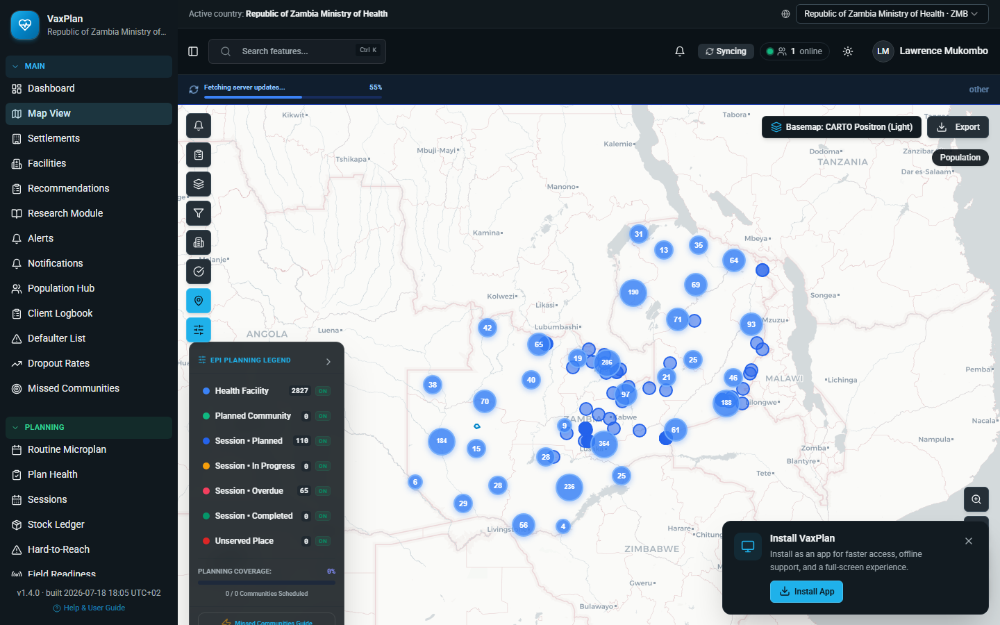 VaxPlan
Republic of Zambia Ministry of...
MAIN
Dashboard
Map View
Settlements
Facilities
Recommendations
Research Module
Alerts
Notifications
Population Hub
Client Logbook
Defaulter List
Dropout Rates
Missed Communities
PLANNING
Routine Microplan
Plan Health
Sessions
Stock Ledger
Hard-to-Reach
Field Readiness
v1.4.0 · built 2026-07-18 18:05 UTC+02
Help & User Guide
Active country: Republic of Zambia Ministry of Health
Republic of Zambia Ministry of Health · ZMB
Search features...
Ctrl K
Syncing
1 online
LM
Lawrence Mukombo
Fetching server updates...
55%
other
Basemap: CARTO Positron (Light)
Export
Population
Kikwit
Tabora
Mbuji-Mayi
Kalemie
Tshikapa
Dodoma
TANZANIA
Dar es-Salaam
Manono
Kamina
Mbeya
Kolwezi
Likasi
Songea
Lubumbashi
Mzuzu
ANGOLA
Luena
Pemba
MALAWI
Lichinga
Lilongwe
ZAMBIA
Kabwe
Nacala
Nampula
Zomba
Blantyre
Tete
Harare
ZIMBABWE
Gweru
Bulawayo
31
13
35
64
190
69
71
93
42
65
19
286
25
21
46
38
40
70
97
188
9
61
184
15
364
28
6
28
236
25
29
56
4
EPI PLANNING LEGEND
Health Facility 2827 ON
Planned Community 0 ON
Session • Planned 110 ON
Session • In Progress 0 ON
Session • Overdue 65 ON
Session • Completed 0 ON
Unserved Place 0 ON
PLANNING COVERAGE: 0%
0 / 0 Communities Scheduled
Missed Communities Guide
Install VaxPlan
Install as an app for faster access, offline
support, and a full-screen experience.
Install App